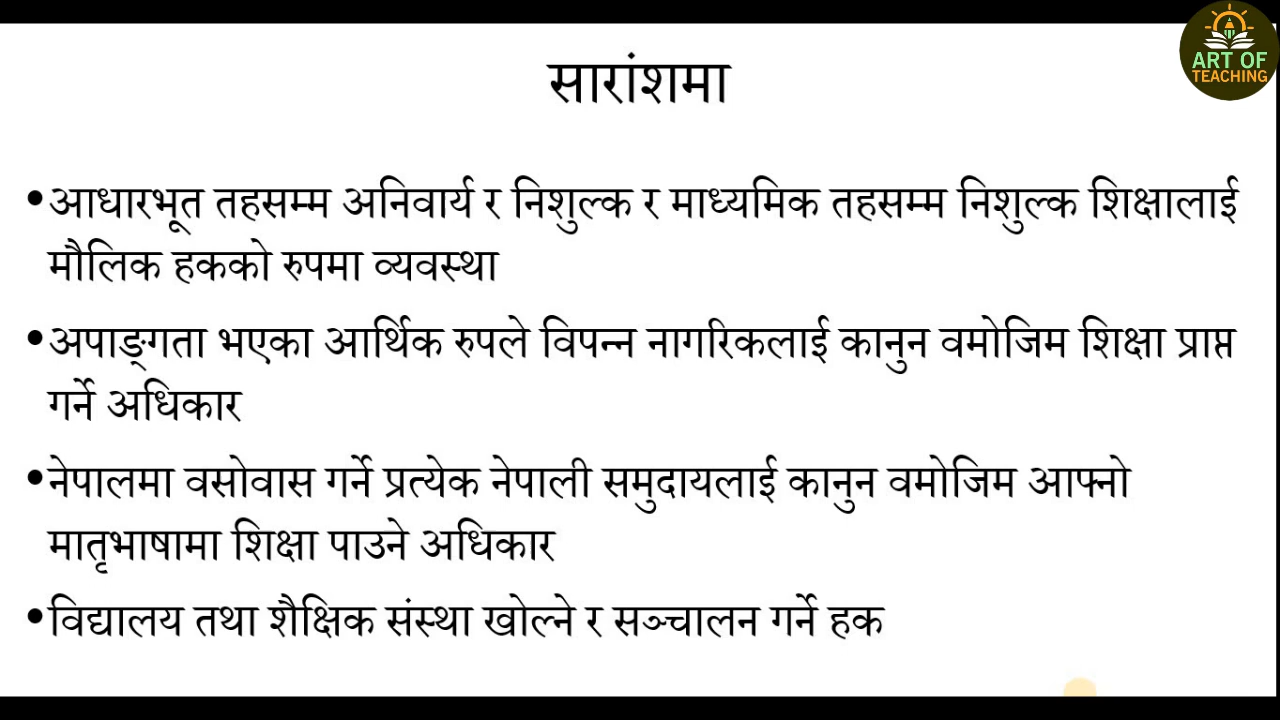 सारांशमा
ART OF
TEACHING
•आधारभूत तहसम्म अनिवार्य र निशुल्क र माध्यमिक तहसम्म निशुल्क शिक्षालाई
मौलिक हकको रुपमा व्यवस्था
•अपाङ्गता भएका आर्थिक रुपले विपन्न नागरिकलाई कानुन वमोजिम शिक्षा प्राप्त
गर्ने अधिकार
•नेपालमा वसोवास गर्ने प्रत्येक नेपाली समुदायलाई कानुन वमोजिम आफ्नो
मातृभाषामा शिक्षा पाउने अधिकार
•विद्यालय तथा शैक्षिक संस्था खोल्ने र सञ्चालन गर्ने हक